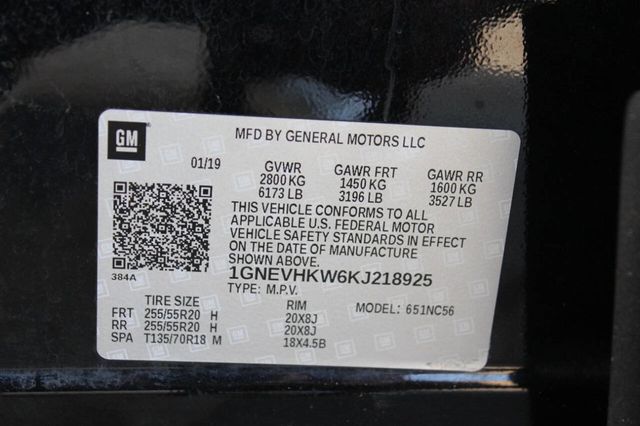 GM
MFD BY GENERAL MOTORS LLC
01/19 GVWR GAWR FRT GAWR RR
2800 KG 1450 KG 1600 KG
6173 LB 3196 LB 3527 LB
THIS VEHICLE CONFORMS TO ALL
APPLICABLE U.S. FEDERAL MOTOR
VEHICLE SAFETY STANDARDS IN EFFECT
ON THE DATE OF MANUFACTURE
SHOWN ABOVE.
384A 1GNEVHKW6KJ218925
TYPE: M.P.V.
TIRE SIZE RIM MODEL: 651NC56
FRT 255/55R20 H 20X8J
RR 255/55R20 H 20X8J
SPA T135/70R18 M 18X4.5B